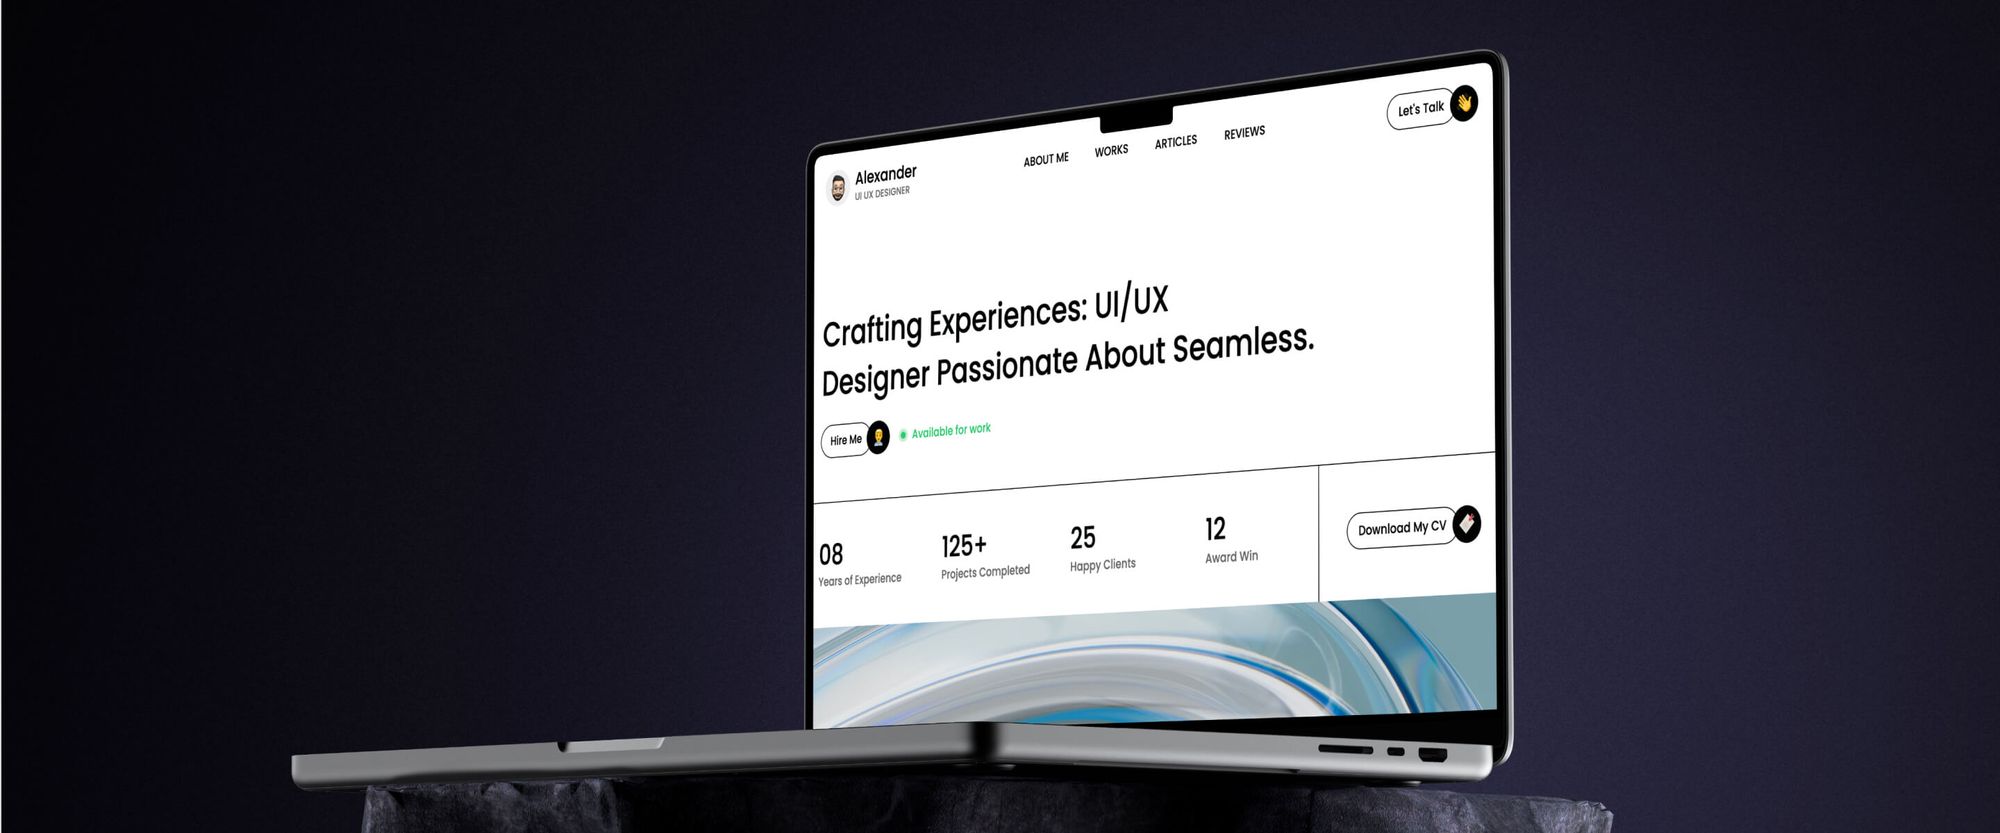 Alexander
UI UX DESIGNER
ABOUT ME
WORKS
ARTICLES
REVIEWS
Let's Talk
Crafting Experiences: UI/UX
Designer Passionate About Seamless.
Hire Me
Available for work
08
Years of Experience
125+
Projects Completed
25
Happy Clients
12
Award Win
Download My CV